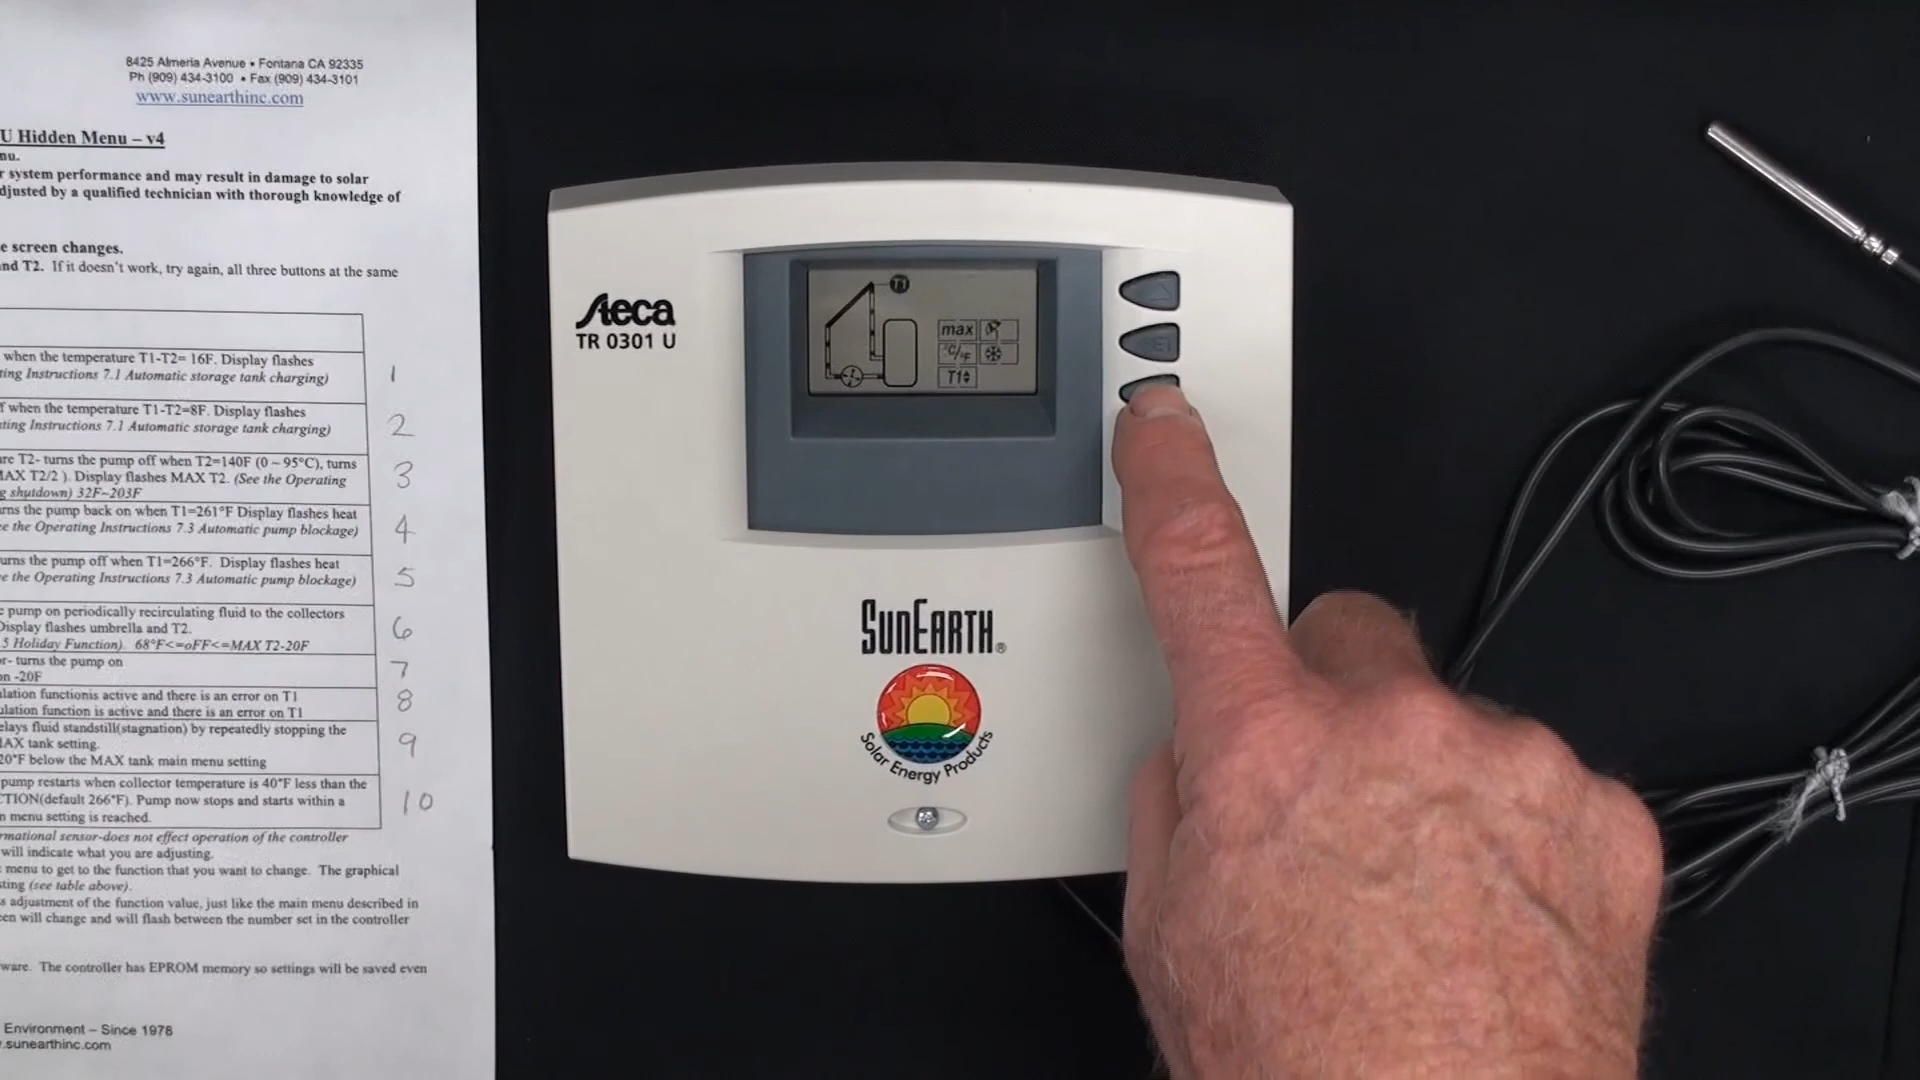 8425 Almeria Avenue • Fontana CA 92335
Ph (909) 434-3100 • Fax (909) 434-3101
www.sunearthinc.com
U Hidden Menu – v4
nu.
r system performance and may result in damage to solar
djusted by a qualified technician with thorough knowledge of
e screen changes.
nd T2. If it doesn't work, try again, all three buttons at the same
when the temperature T1-T2= 16F. Display flashes
ting Instructions 7.1 Automatic storage tank charging)
1
f when the temperature T1-T2=8F. Display flashes
ting Instructions 7.1 Automatic storage tank charging)
2
re T2- turns the pump off when T2=140F (0 ~ 95°C), turns
MAX T2/2 ). Display flashes MAX T2. (See the Operating
g shutdown) 32F~203F
3
rns the pump back on when T1=261°F Display flashes heat
e the Operating Instructions 7.3 Automatic pump blockage)
4
urns the pump off when T1=266°F. Display flashes heat
e the Operating Instructions 7.3 Automatic pump blockage)
5
e pump on periodically recirculating fluid to the collectors
Display flashes umbrella and T2.
5 Holiday Function). 68°F<=oFF<=MAX T2-20F
6
or- turns the pump on
on -20F
7
lation functionis active and there is an error on T1
ulation function is active and there is an error on T1
8
elays fluid standstill(stagnation) by repeatedly stopping the
MAX tank setting.
20°F below the MAX tank main menu setting
9
pump restarts when collector temperature is 40°F less than the
CTION(default 266°F). Pump now stops and starts within a
n menu setting is reached.
10
rmational sensor-does not effect operation of the controller
will indicate what you are adjusting.
menu to get to the function that you want to change. The graphical
ting (see table above).
s adjustment of the function value, just like the main menu described in
een will change and will flash between the number set in the controller
ware. The controller has EPROM memory so settings will be saved even
Environment – Since 1978
.sunearthinc.com
Steca
TR 0301 U
T1
max
°C/°F
T1
SET
SUNEARTH®
Solar Energy Products